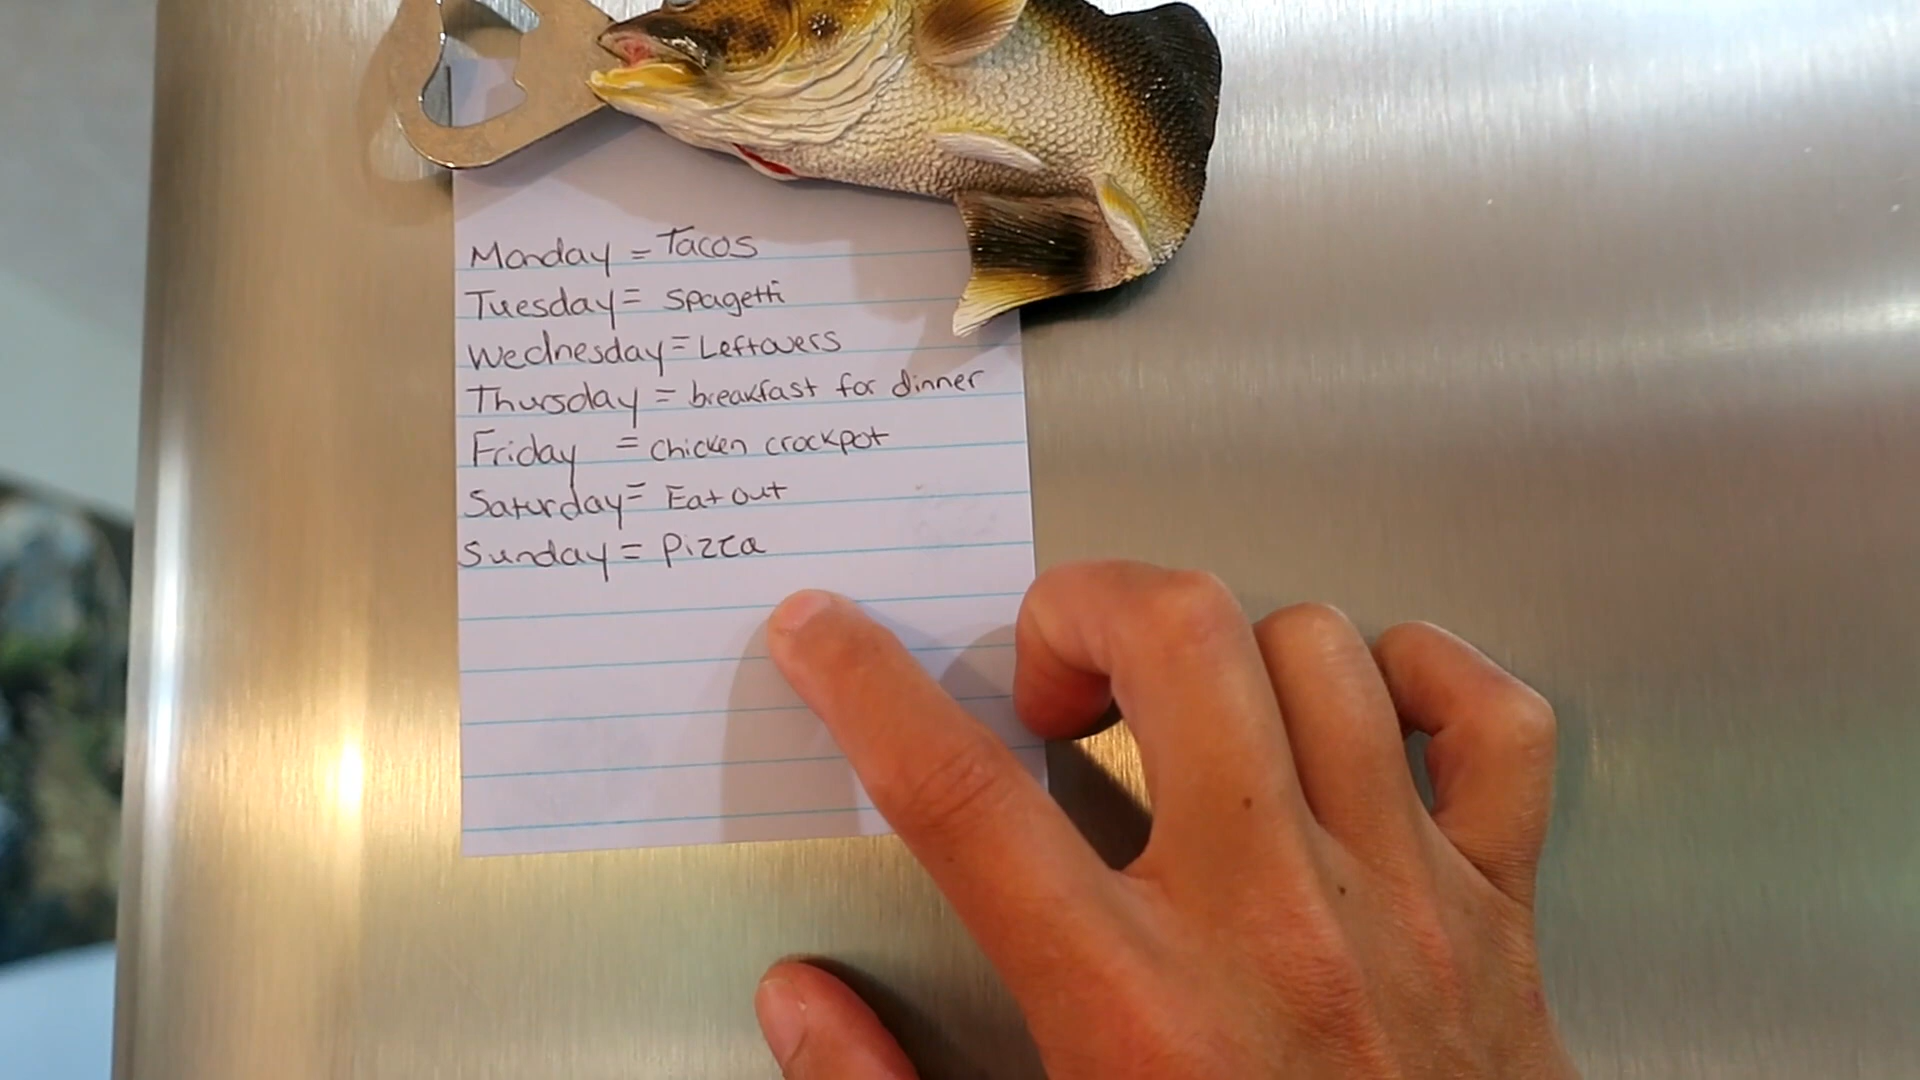 Monday = Tacos
Tuesday = spagetti
Wednesday = Leftovers
Thursday = breakfast for dinner
Friday = chicken crockpot
Saturday = Eat out
Sunday = Pizza